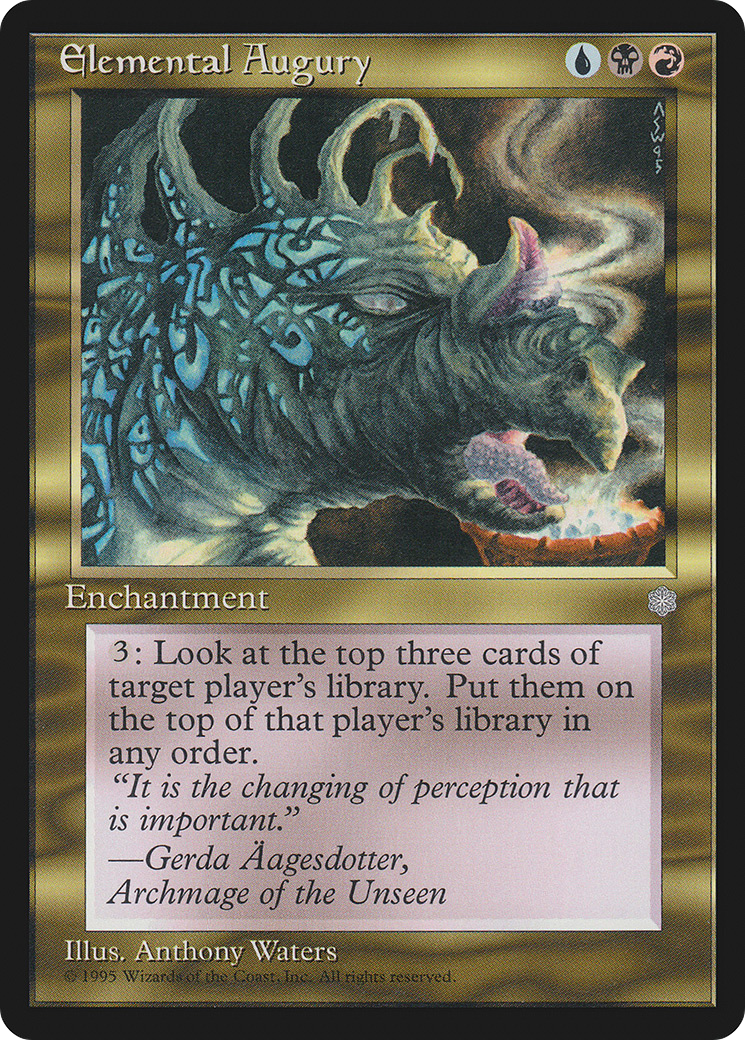 Elemental Augury
ASW95
Enchantment
3: Look at the top three cards of
target player's library. Put them on
the top of that player's library in
any order.
"It is the changing of perception that
is important."
—Gerda Äagesdotter,
Archmage of the Unseen
Illus. Anthony Waters
© 1995 Wizards of the Coast, Inc. All rights reserved.